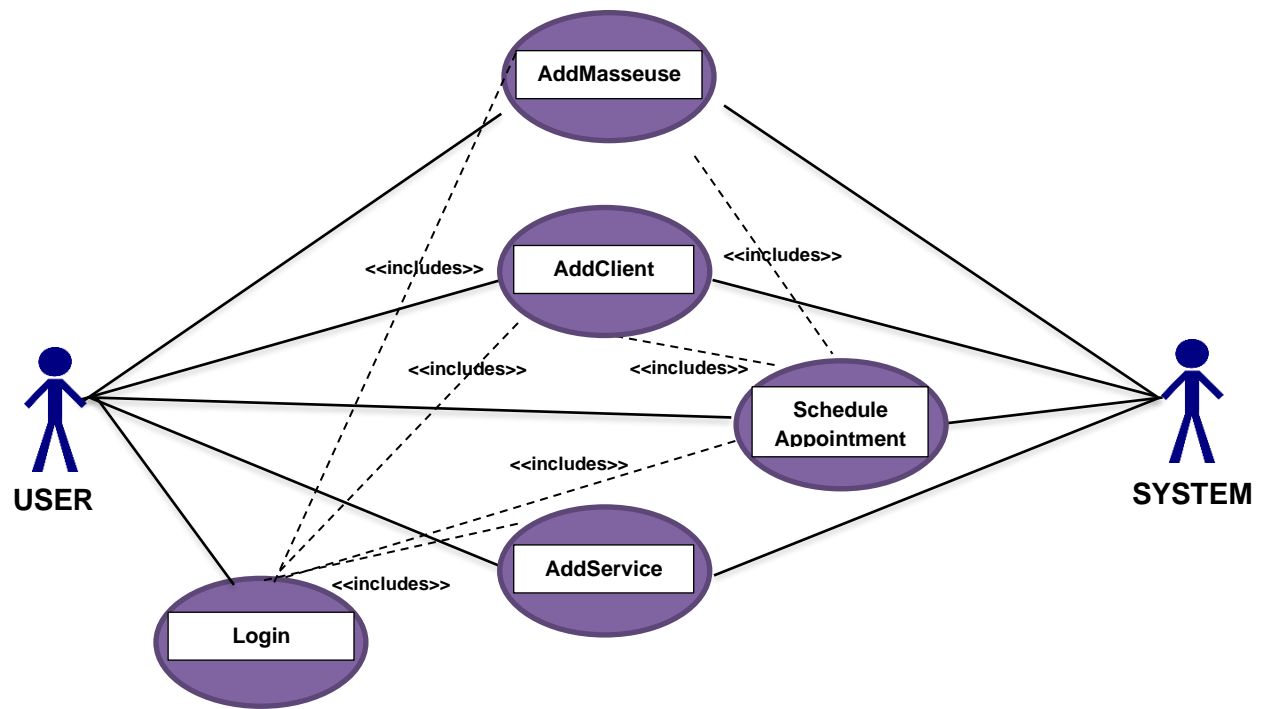 AddMasseuse
<<includes>>
AddClient
<<includes>>
<<includes>>
<<includes>>
Schedule
Appointment
<<includes>>
USER
SYSTEM
AddService
<<includes>>
Login